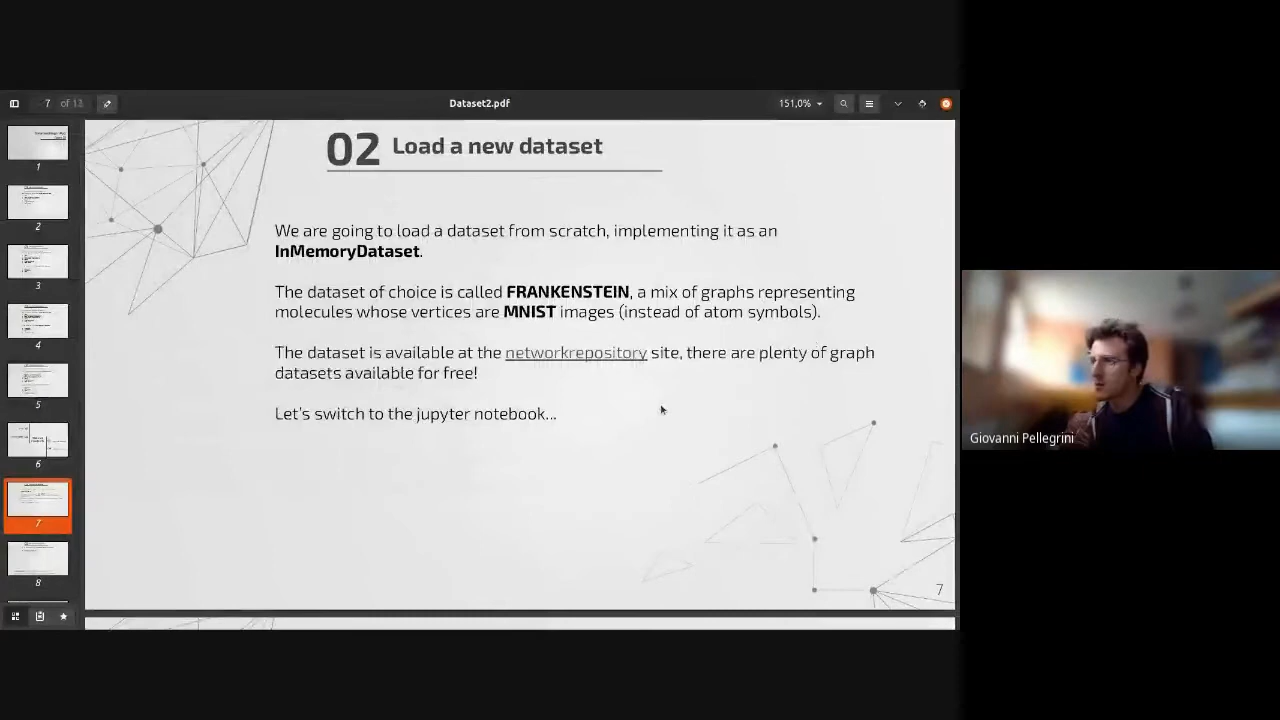 7 of 13
Dataset2.pdf
151,0%
02 Load a new dataset
We are going to load a dataset from scratch, implementing it as an
InMemoryDataset.
The dataset of choice is called FRANKENSTEIN, a mix of graphs representing
molecules whose vertices are MNIST images (instead of atom symbols).
The dataset is available at the networkrepository site, there are plenty of graph
datasets available for free!
Let's switch to the jupyter notebook...
7
1
2
3
4
5
6
7
8
Giovanni Pellegrini